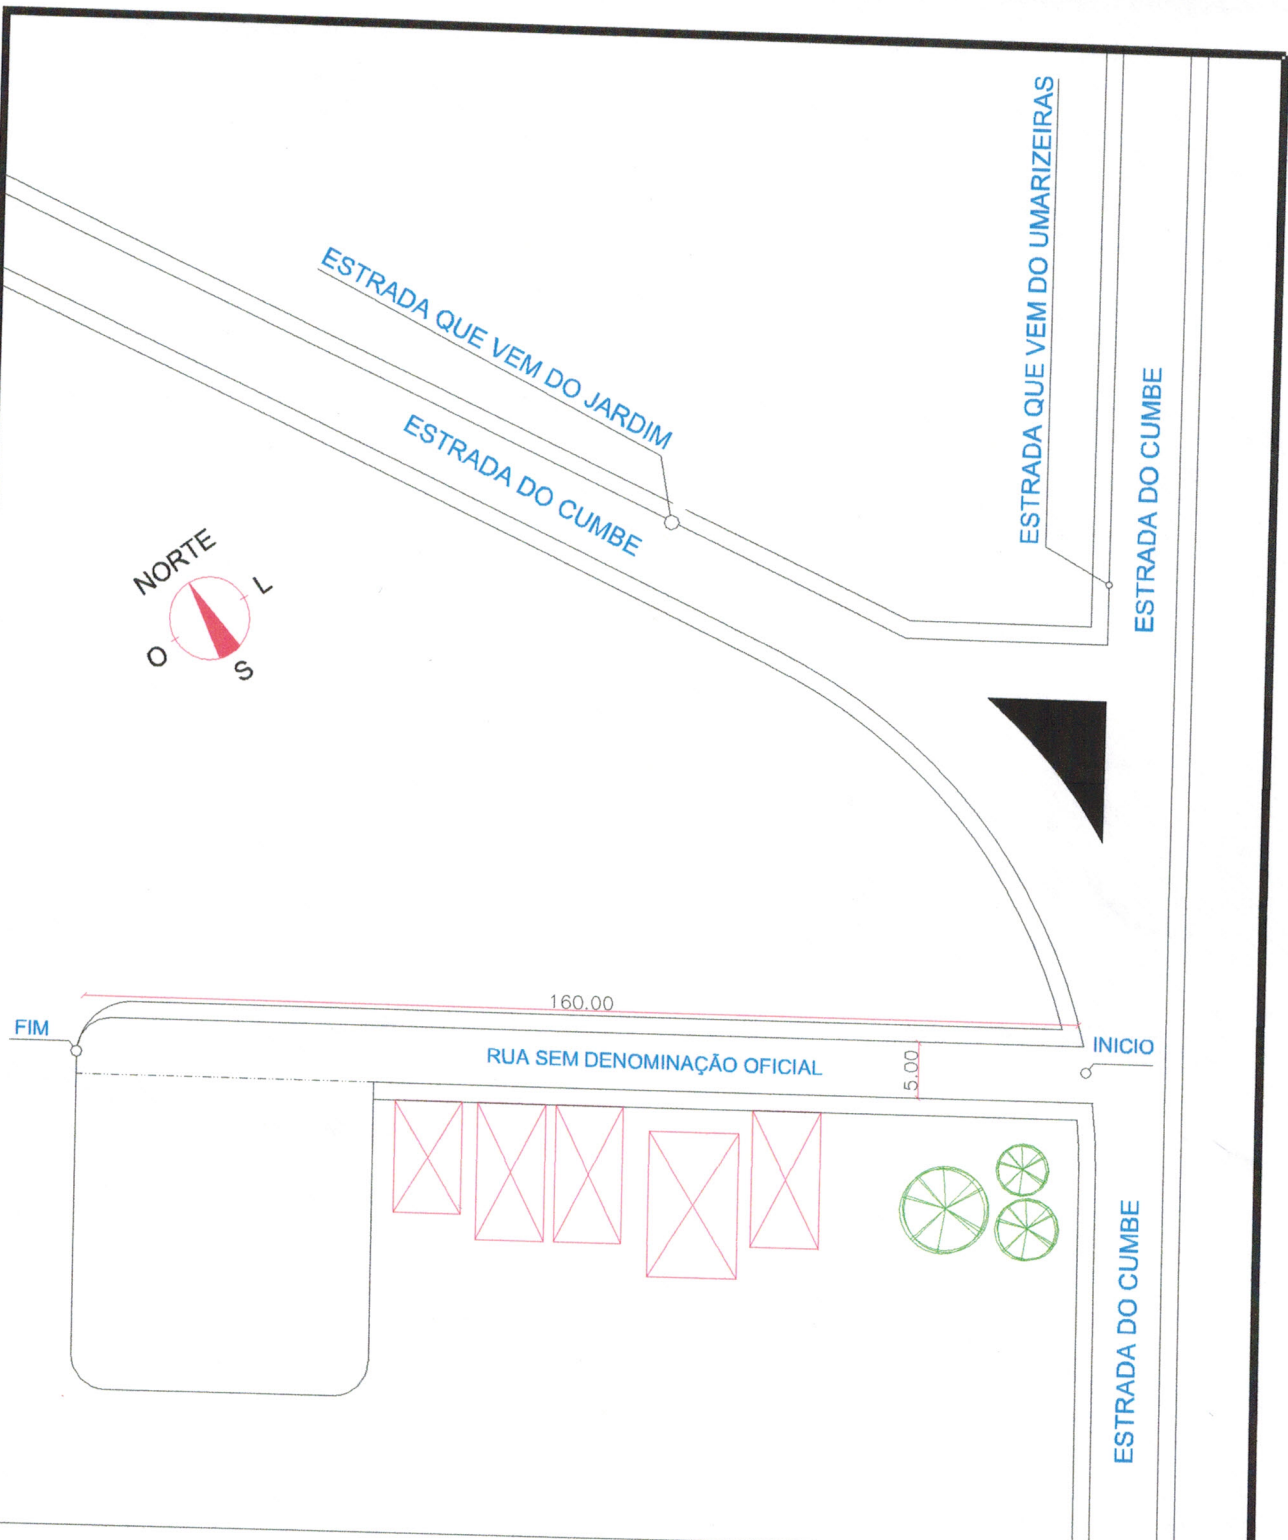 ESTRADA QUE VEM DO UMARIZEIRAS
ESTRADA QUE VEM DO JARDIM
ESTRADA DO CUMBE
ESTRADA DO CUMBE
NORTE
L
O
S
160.00
FIM
RUA SEM DENOMINAÇÃO OFICIAL
5.00
INICIO
ESTRADA DO CUMBE